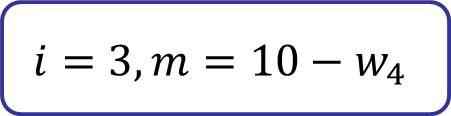 i = 3, m = 10 − w₄